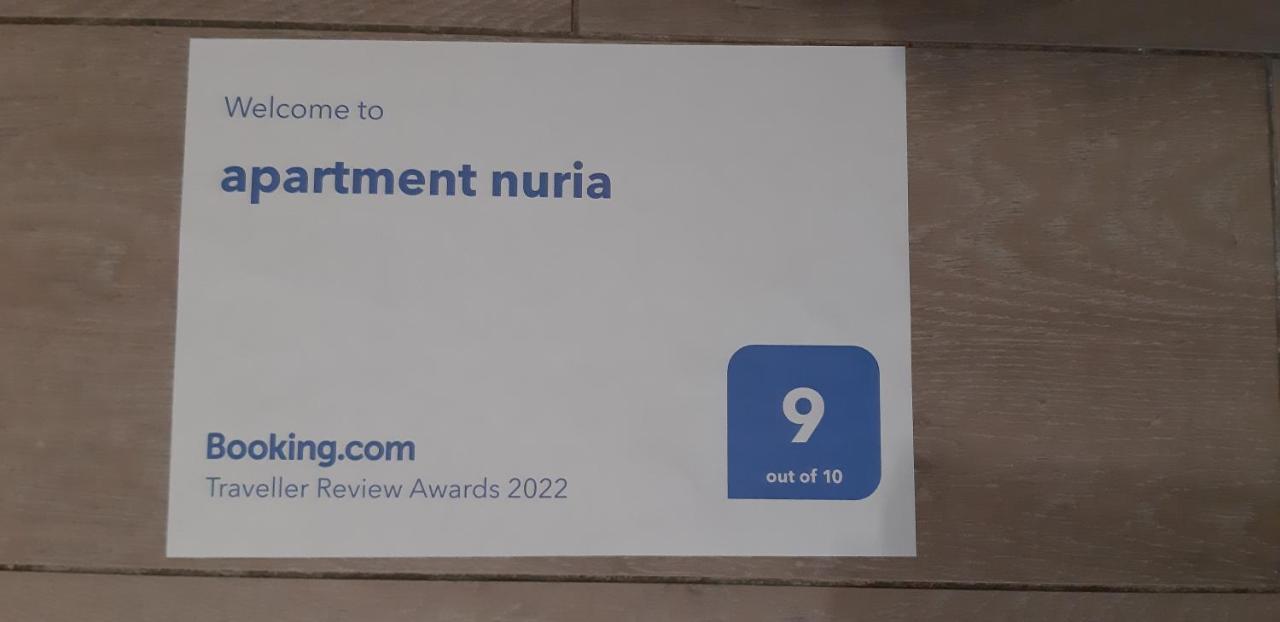 Welcome to
apartment nuria
Booking.com
Traveller Review Awards 2022
9
out of 10